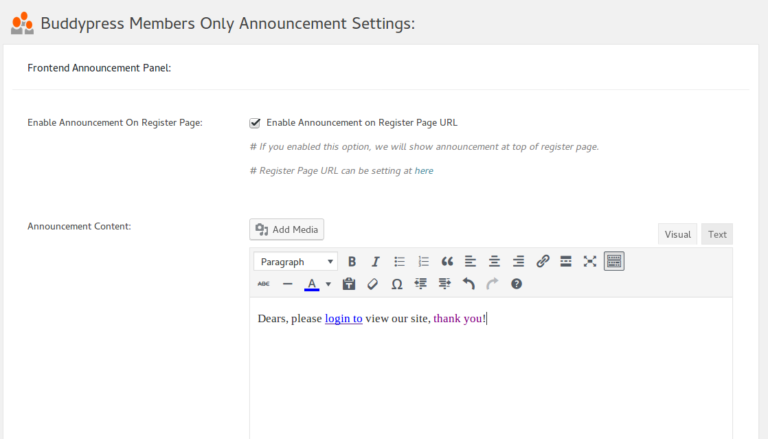 Buddypress Members Only Announcement Settings:
Frontend Announcement Panel:
Enable Announcement On Register Page:
Enable Announcement on Register Page URL
# If you enabled this option, we will show announcement at top of register page.
# Register Page URL can be setting at here
Announcement Content:
Add Media
Visual Text
Paragraph B I
ABC A
Dears, please login to view our site, thank you!